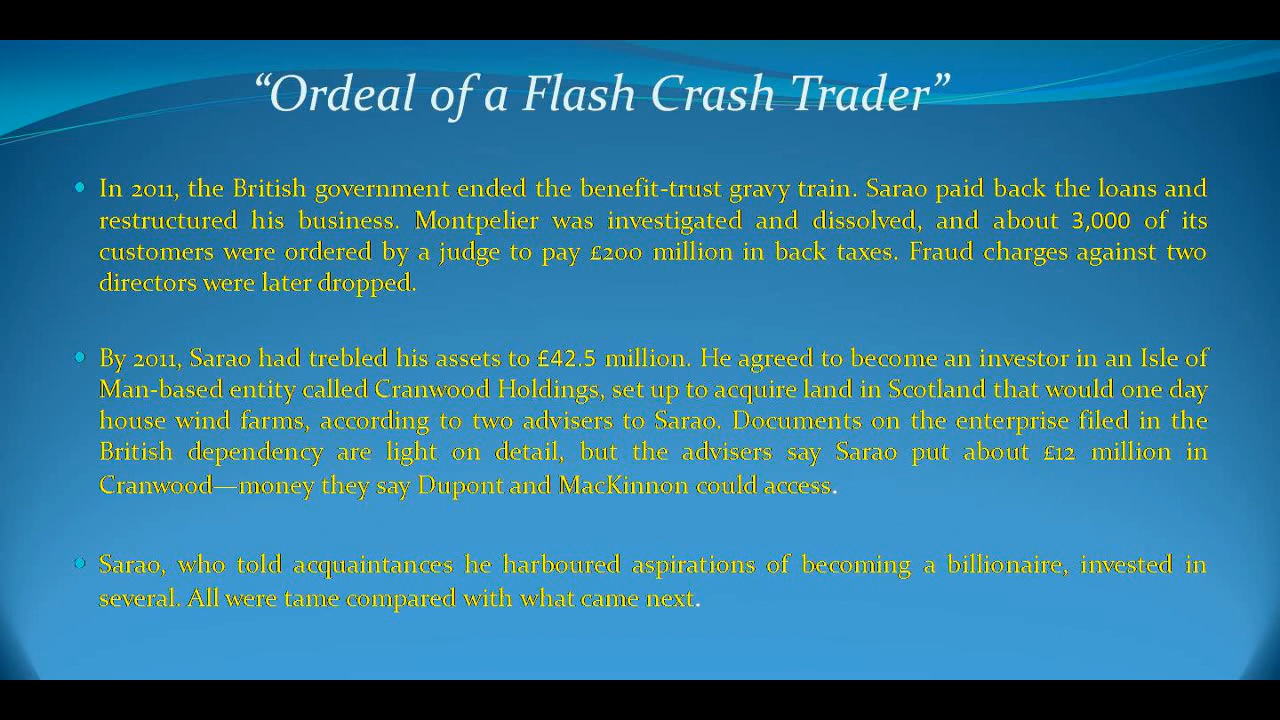 “Ordeal of a Flash Crash Trader”
• In 2011, the British government ended the benefit-trust gravy train. Sarao paid back the loans and
restructured his business. Montpelier was investigated and dissolved, and about 3,000 of its
customers were ordered by a judge to pay £200 million in back taxes. Fraud charges against two
directors were later dropped.
• By 2011, Sarao had trebled his assets to £42.5 million. He agreed to become an investor in an Isle of
Man-based entity called Cranwood Holdings, set up to acquire land in Scotland that would one day
house wind farms, according to two advisers to Sarao. Documents on the enterprise filed in the
British dependency are light on detail, but the advisers say Sarao put about £12 million in
Cranwood—money they say Dupont and MacKinnon could access.
• Sarao, who told acquaintances he harboured aspirations of becoming a billionaire, invested in
several. All were tame compared with what came next.